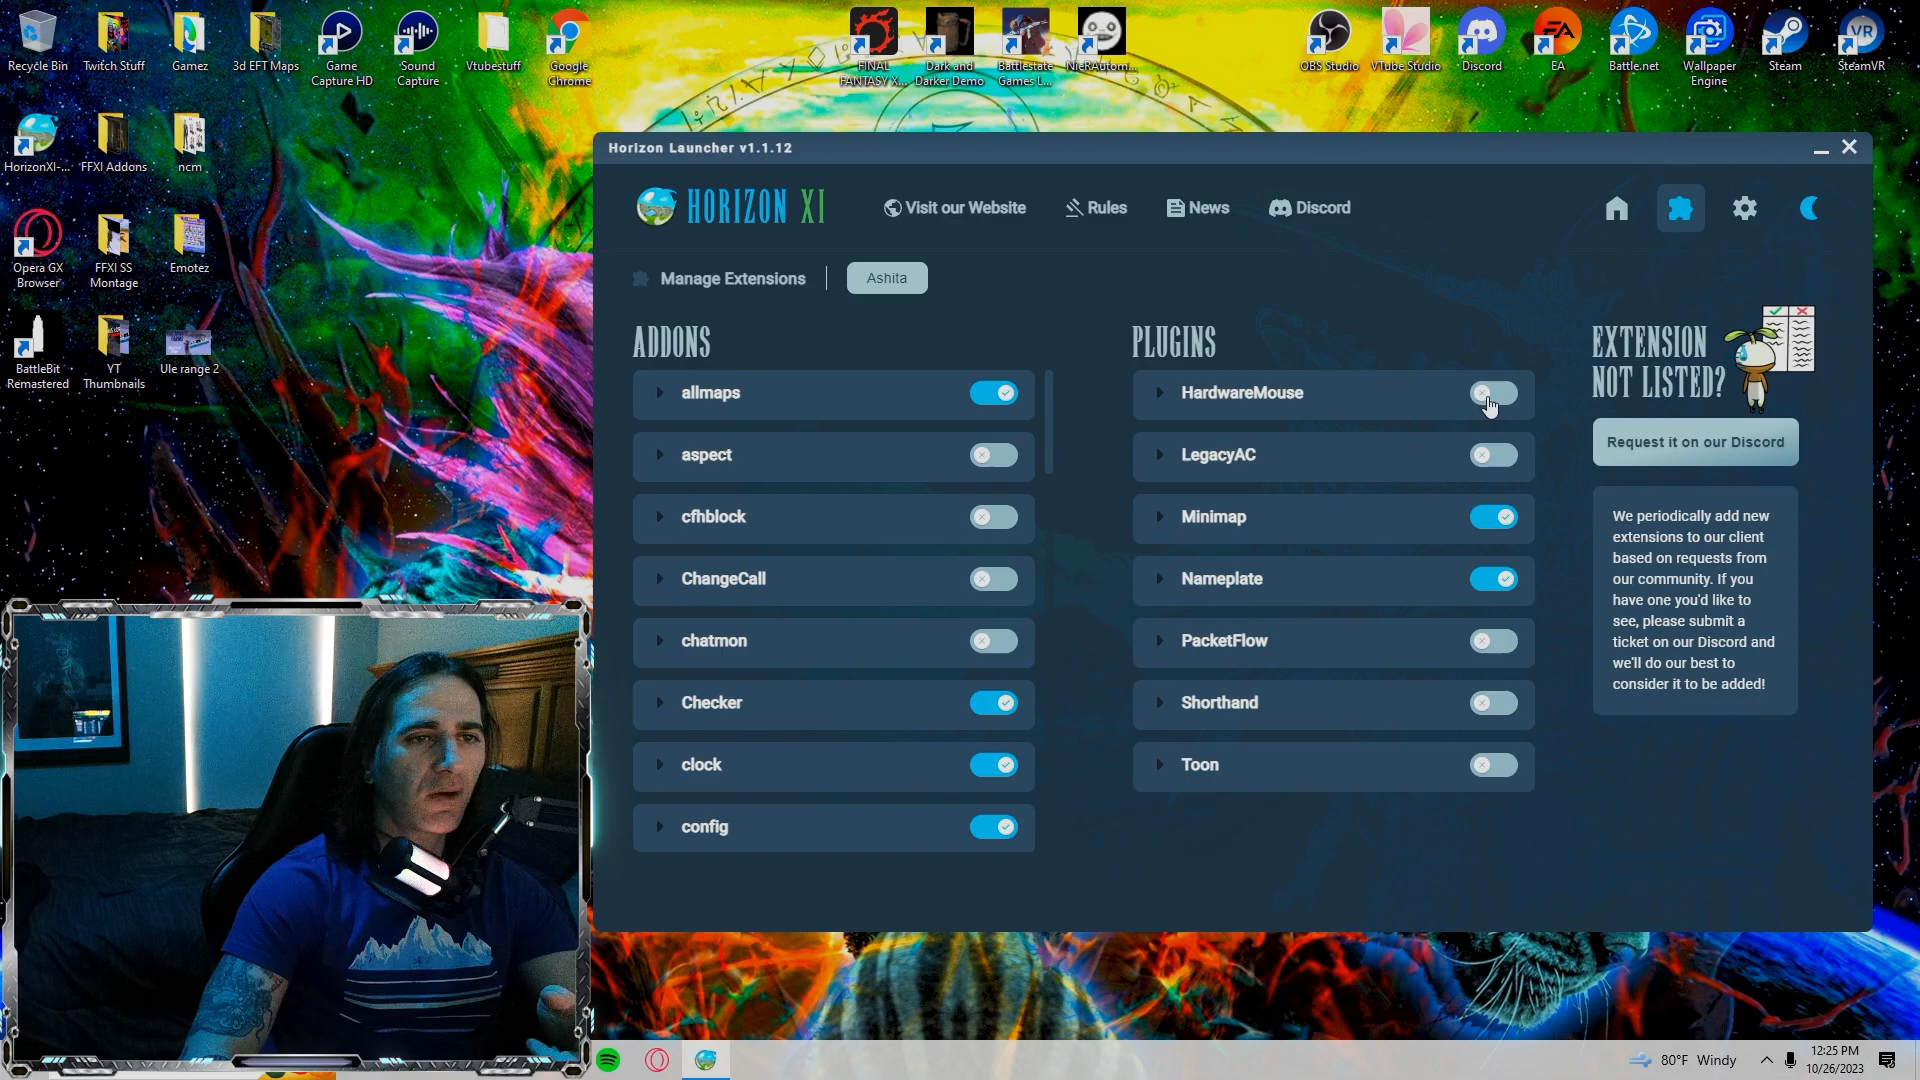 Recycle Bin
Twitch Stuff
Gamez
3d EFT Maps
Game
Capture HD
Sound
Capture
Vtubestuff
Google
Chrome
FINAL
FANTASY X...
Dark and
Darker Demo
Battlestate
Games L...
NieRAutom...
OBS Studio
VTube Studio
Discord
EA
Battle.net
Wallpaper
Engine
Steam
SteamVR
HorizonXI-...
FFXI Addons
ncm
Opera GX
Browser
FFXI SS
Montage
Emotez
BattleBit
Remastered
YT
Thumbnails
Ule range 2
Horizon Launcher v1.1.12
HORIZON XI
Visit our Website
Rules
News
Discord
Manage Extensions
Ashita
ADDONS
allmaps
aspect
cfhblock
ChangeCall
chatmon
Checker
clock
config
PLUGINS
HardwareMouse
LegacyAC
Minimap
Nameplate
PacketFlow
Shorthand
Toon
EXTENSION
NOT LISTED?
Request it on our Discord
We periodically add new
extensions to our client
based on requests from
our community. If you
have one you'd like to
see, please submit a
ticket on our Discord and
we'll do our best to
consider it to be added!
80°F Windy
12:25 PM
10/26/2023